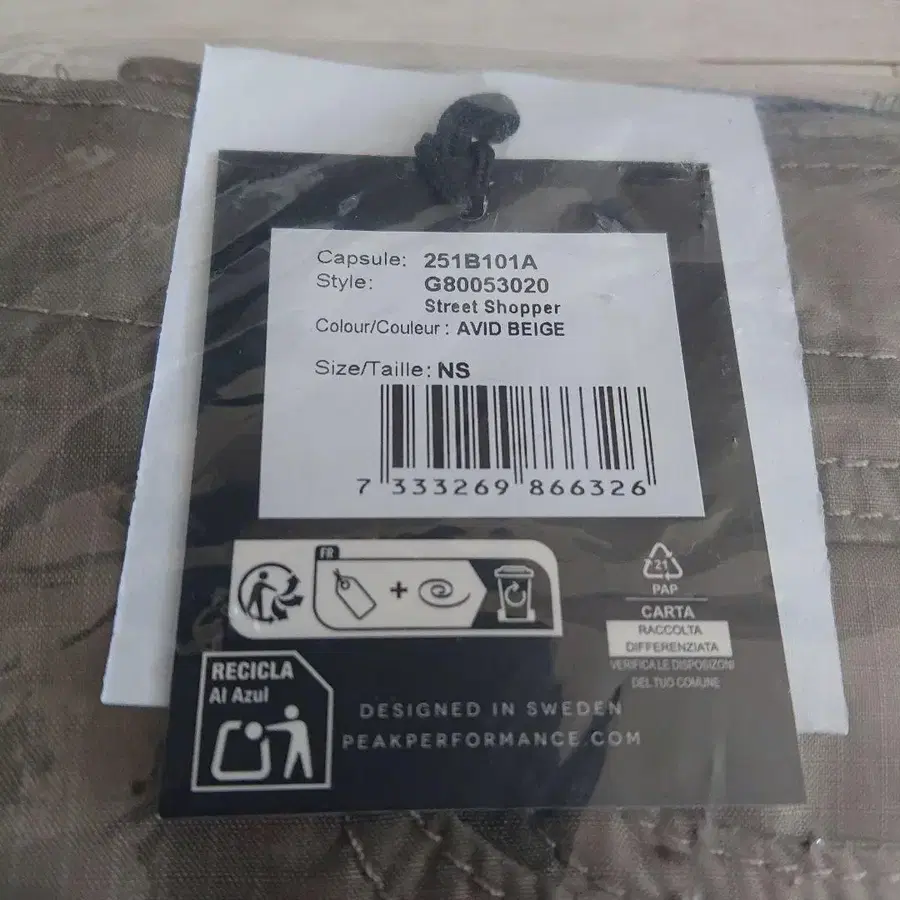 Capsule: 251B101A
Style: G80053020
Street Shopper
Colour/Couleur : AVID BEIGE
Size/Taille: NS
7 333269 866326
FR
+
21
PAP
CARTA
RACCOLTA
DIFFERENZIATA
VERIFICA LE DISPOSIZONI
DEL TUO COMUNE
RECICLA
Al Azul
DESIGNED IN SWEDEN
PEAKPERFORMANCE.COM